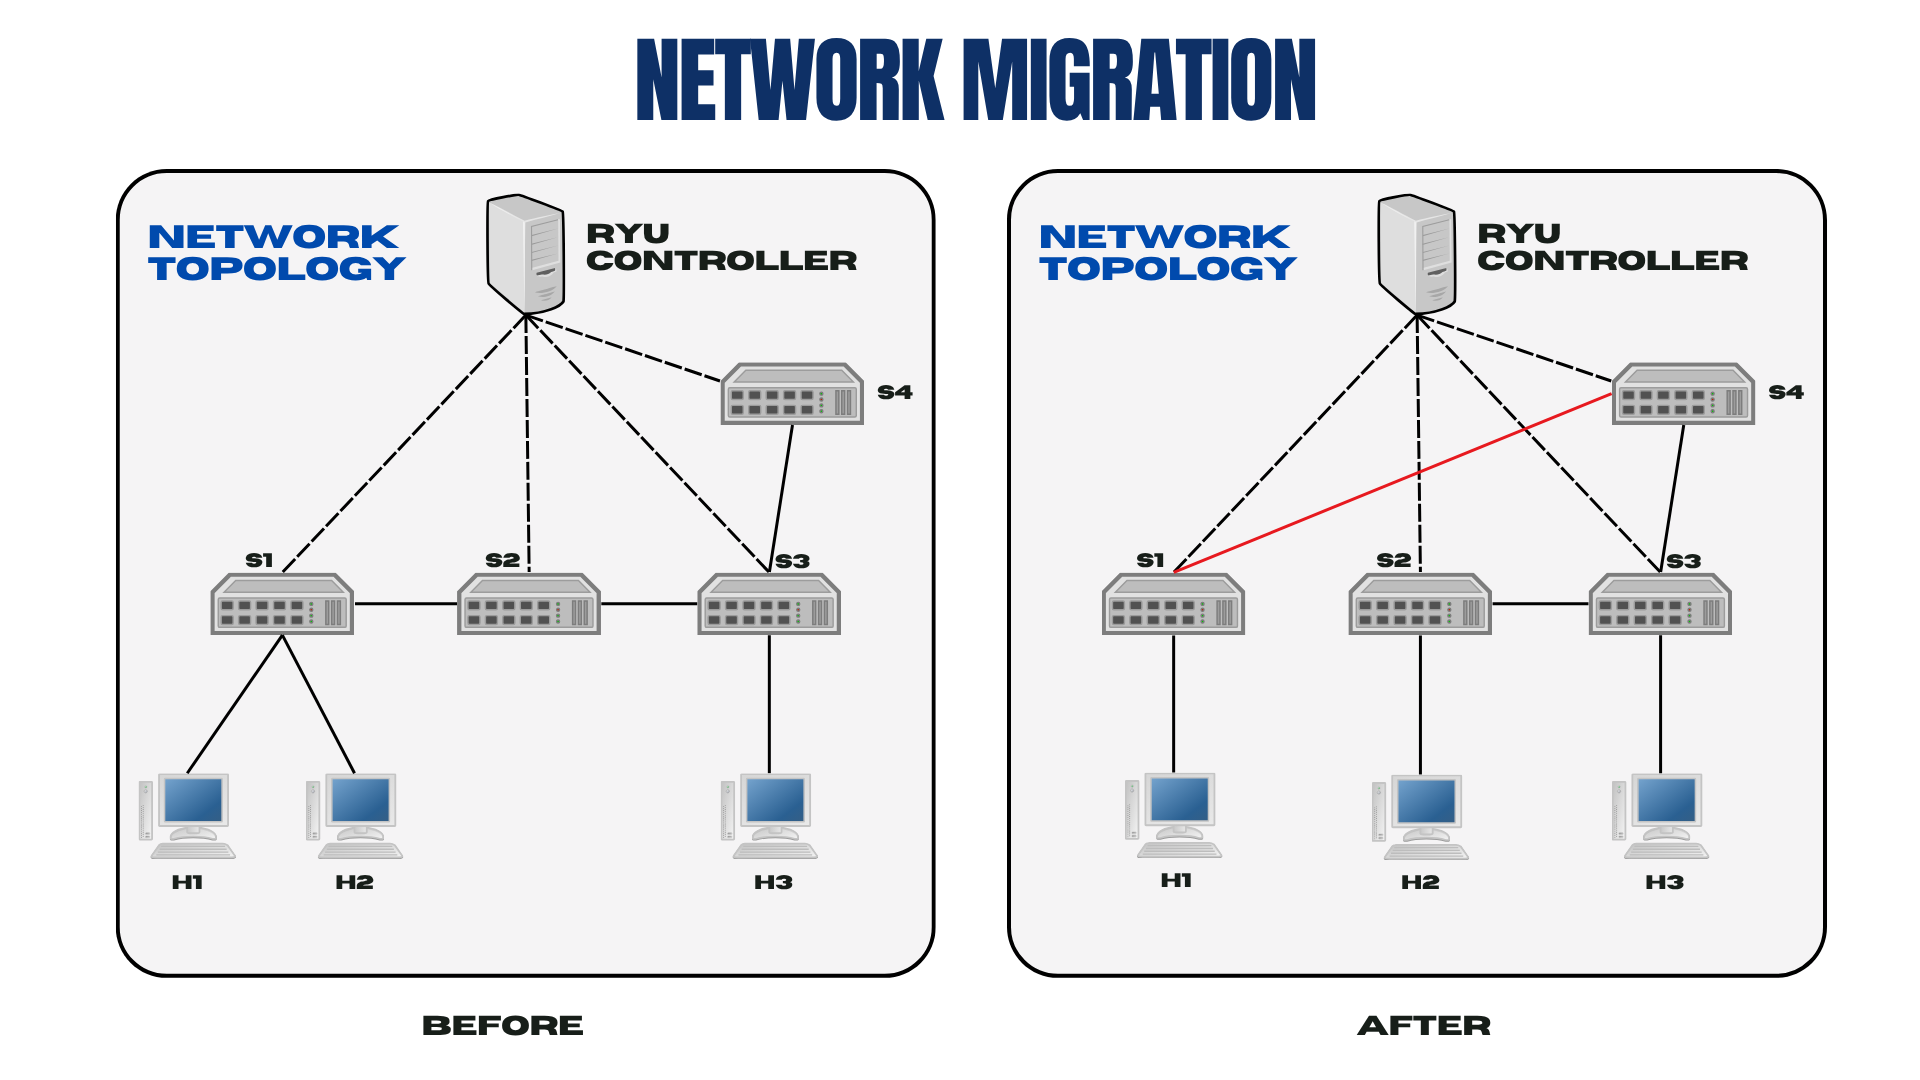 NETWORK MIGRATION
NETWORK
TOPOLOGY
RYU
CONTROLLER
S4
S1
S2
S3
H1
H2
H3
BEFORE
NETWORK
TOPOLOGY
RYU
CONTROLLER
S4
S1
S2
S3
H1
H2
H3
AFTER